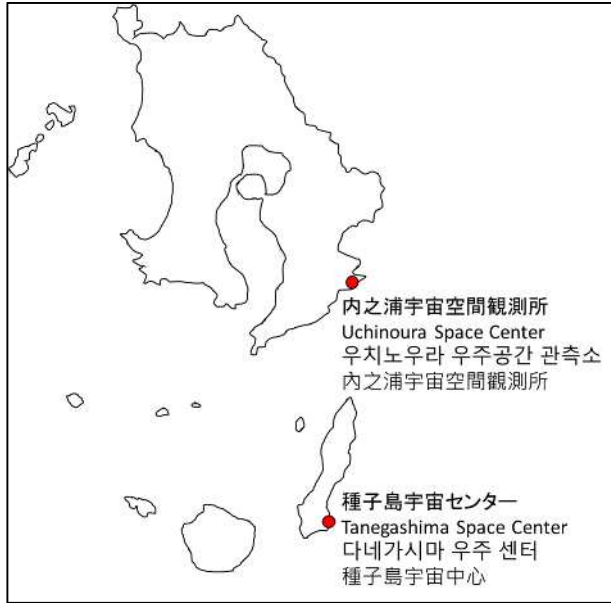 内之浦宇宙空間観測所
Uchinoura Space Center
우치노우라 우주공간 관측소
內之浦宇宙空間觀測所
種子島宇宙センター
Tanegashima Space Center
다네가시마 우주 센터
種子島宇宙中心